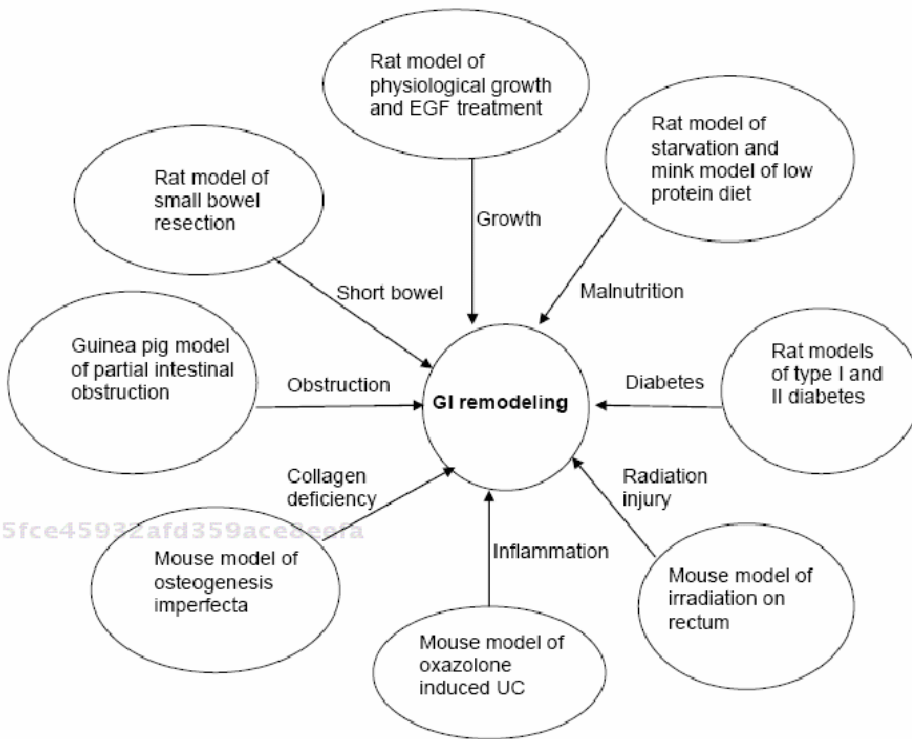 Rat model of
physiological growth
and EGF treatment
Rat model of
starvation and
mink model of low
protein diet
Rat model of
small bowel
resection
Growth
Short bowel
Malnutrition
Guinea pig model
of partial intestinal
obstruction
Obstruction
GI remodeling
Diabetes
Rat models
of type I and
II diabetes
Collagen
deficiency
Radiation
injury
Mouse model of
osteogenesis
imperfecta
Inflammation
Mouse model of
irradiation on
rectum
Mouse model of
oxazolone
induced UC